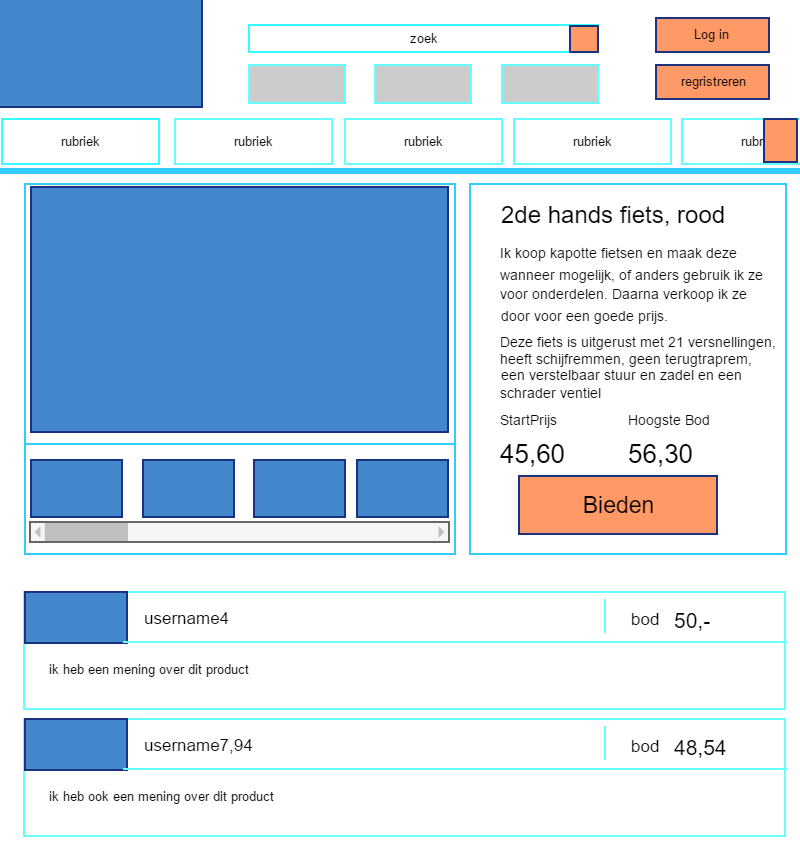 zoek
Log in
regristreren
rubriek
rubriek
rubriek
rubriek
rubr
2de hands fiets, rood
Ik koop kapotte fietsen en maak deze
wanneer mogelijk, of anders gebruik ik ze
voor onderdelen. Daarna verkoop ik ze
door voor een goede prijs.
Deze fiets is uitgerust met 21 versnellingen,
heeft schijfremmen, geen terugtraprem,
een verstelbaar stuur en zadel en een
schrader ventiel
StartPrijs Hoogste Bod
45,60 56,30
Bieden
username4 bod 50,-
ik heb een mening over dit product
username7,94 bod 48,54
ik heb ook een mening over dit product